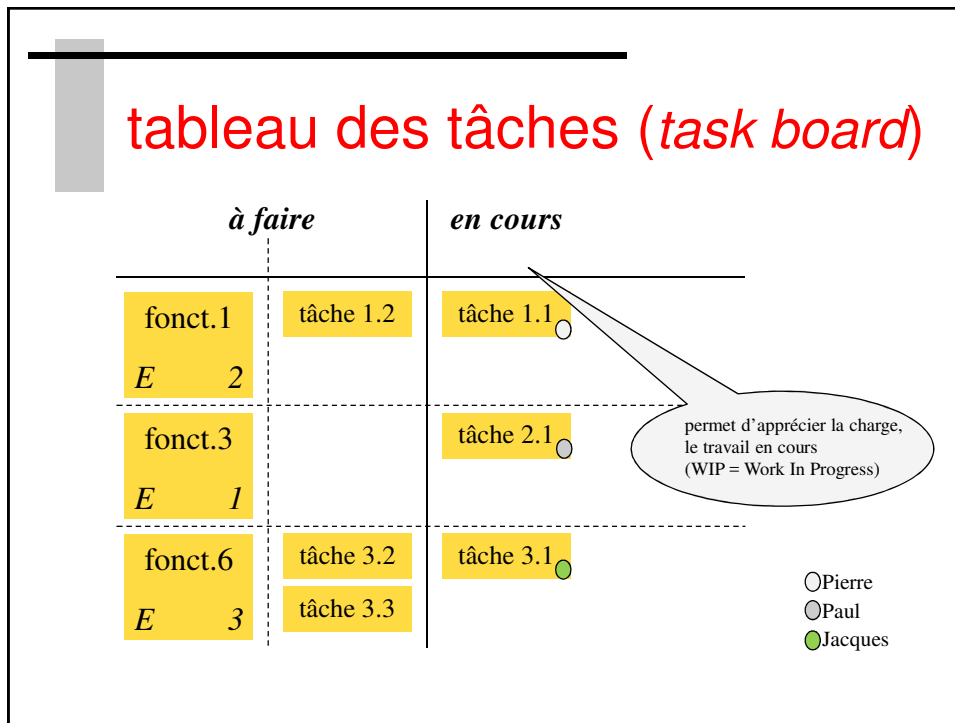 tableau des tâches (task board)
à faire
en cours
fonct.1
E 2
tâche 1.2
tâche 1.1
fonct.3
E 1
tâche 2.1
permet d'apprécier la charge,
le travail en cours
(WIP = Work In Progress)
fonct.6
E 3
tâche 3.2
tâche 3.3
tâche 3.1
Pierre
Paul
Jacques